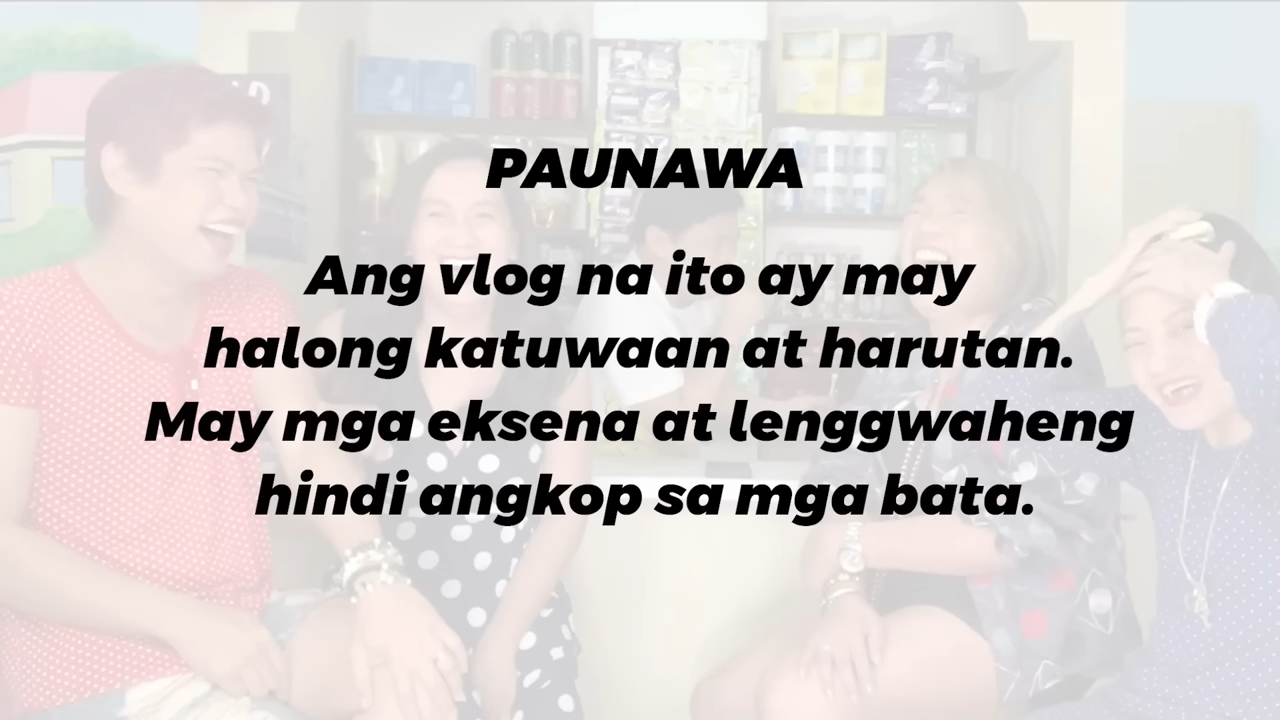 PAUNAWA
Ang vlog na ito ay may
halong katuwaan at harutan.
May mga eksena at lenggwaheng
hindi angkop sa mga bata.